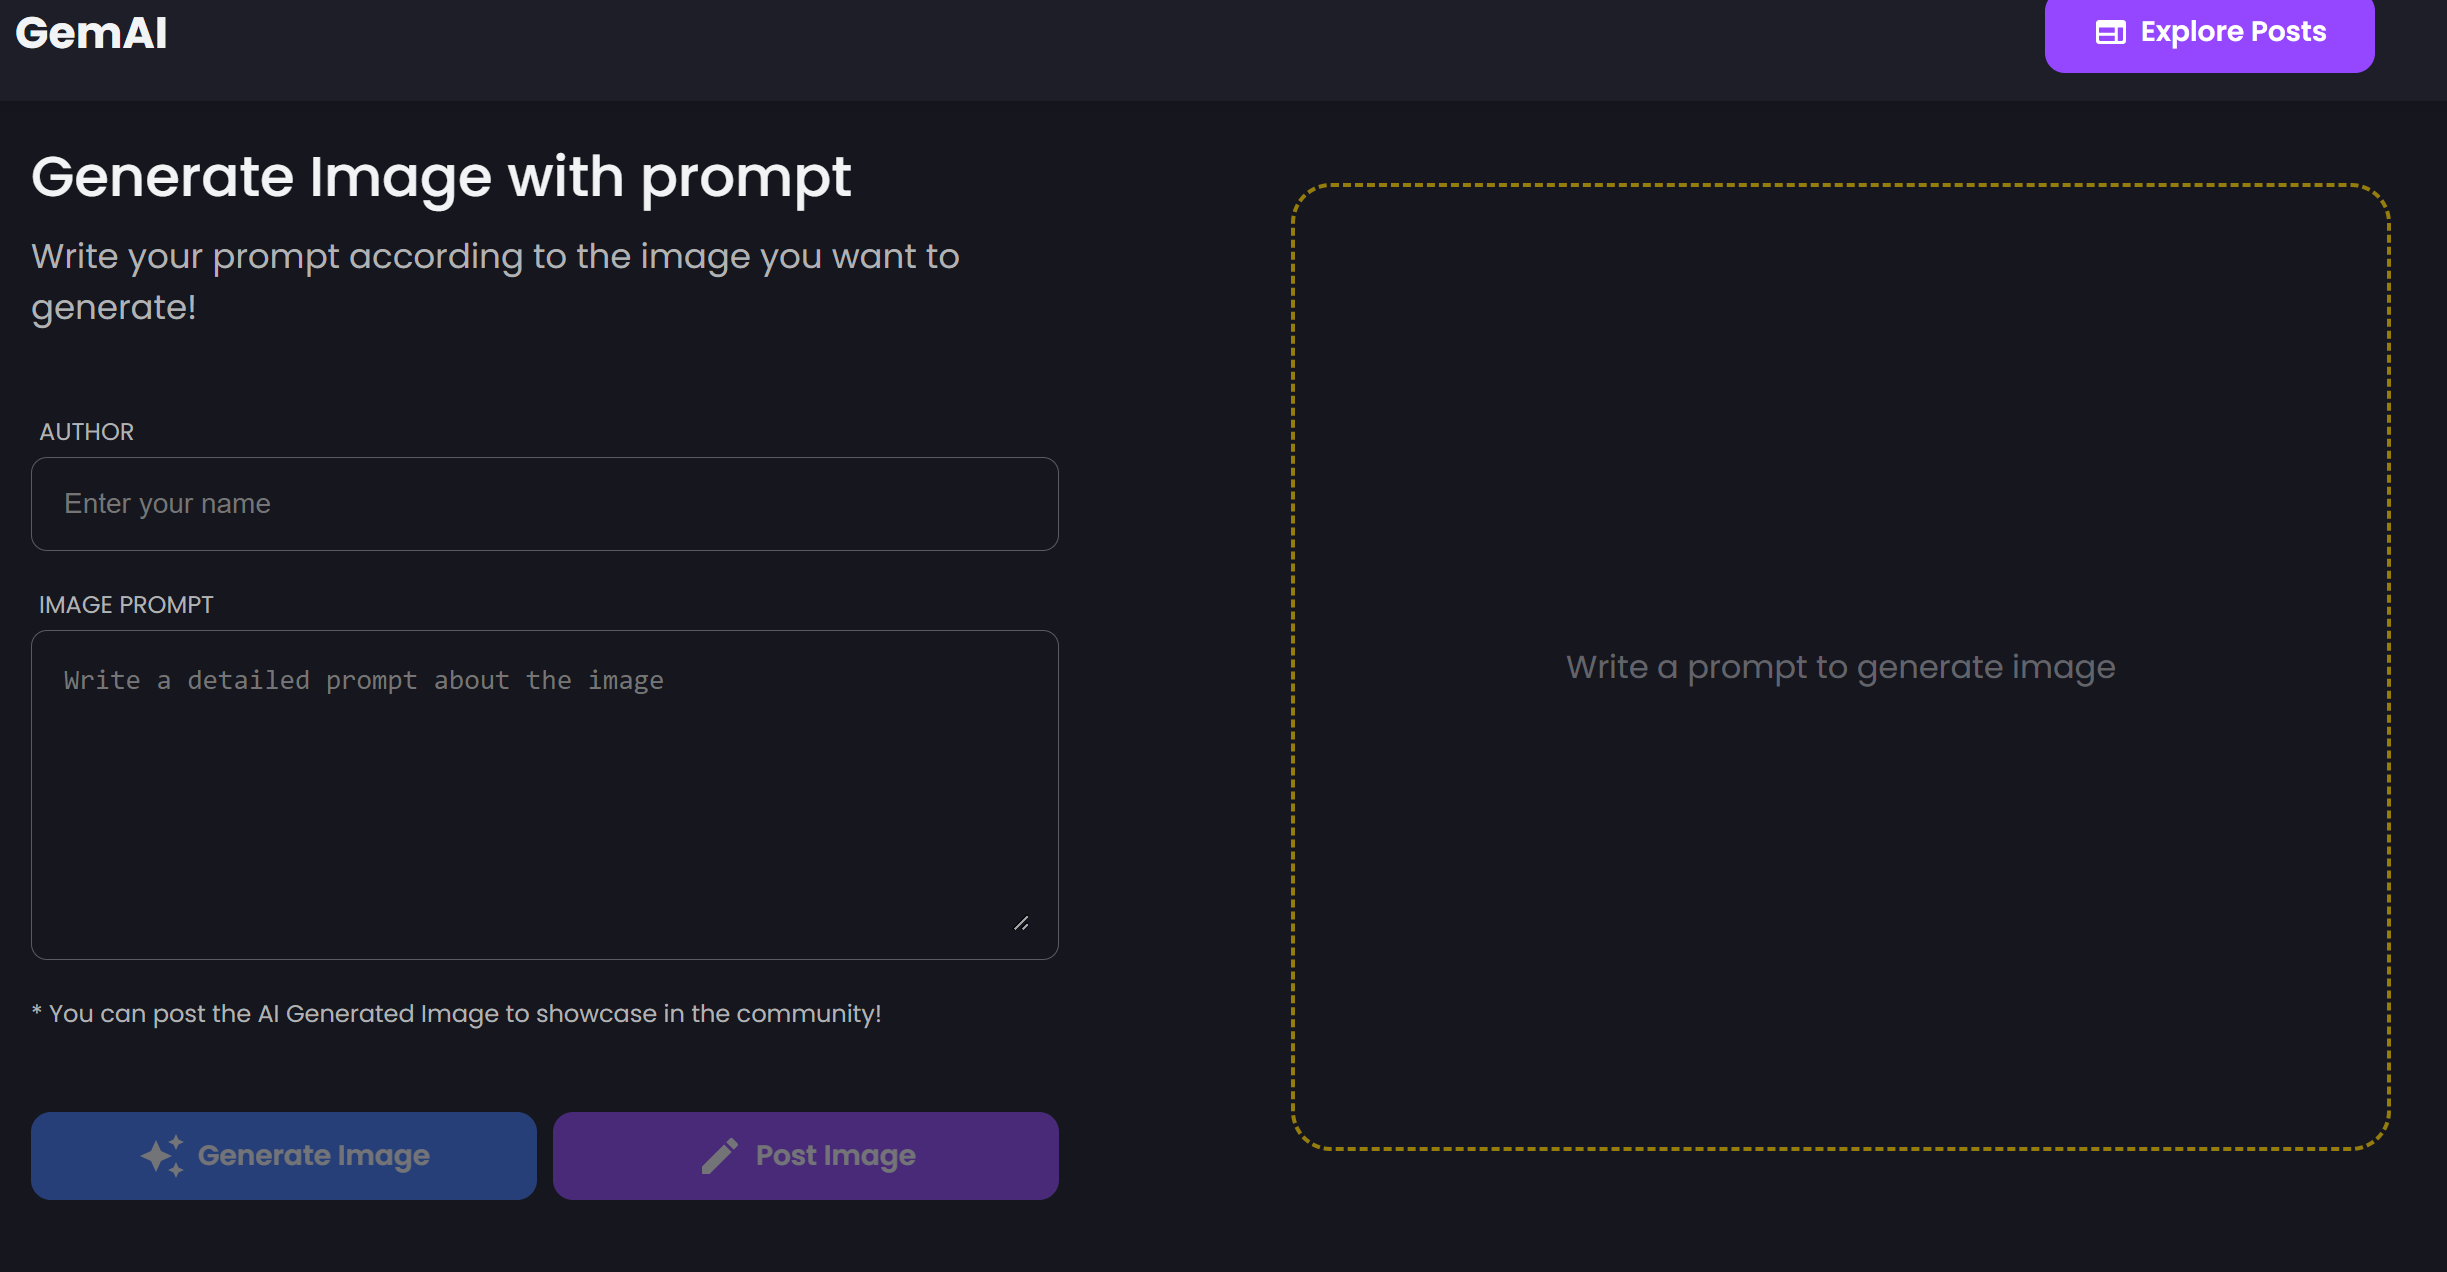 GemAI
Explore Posts
Generate Image with prompt
Write your prompt according to the image you want to
generate!
AUTHOR
Enter your name
IMAGE PROMPT
Write a detailed prompt about the image
* You can post the AI Generated Image to showcase in the community!
Generate Image
Post Image
Write a prompt to generate image